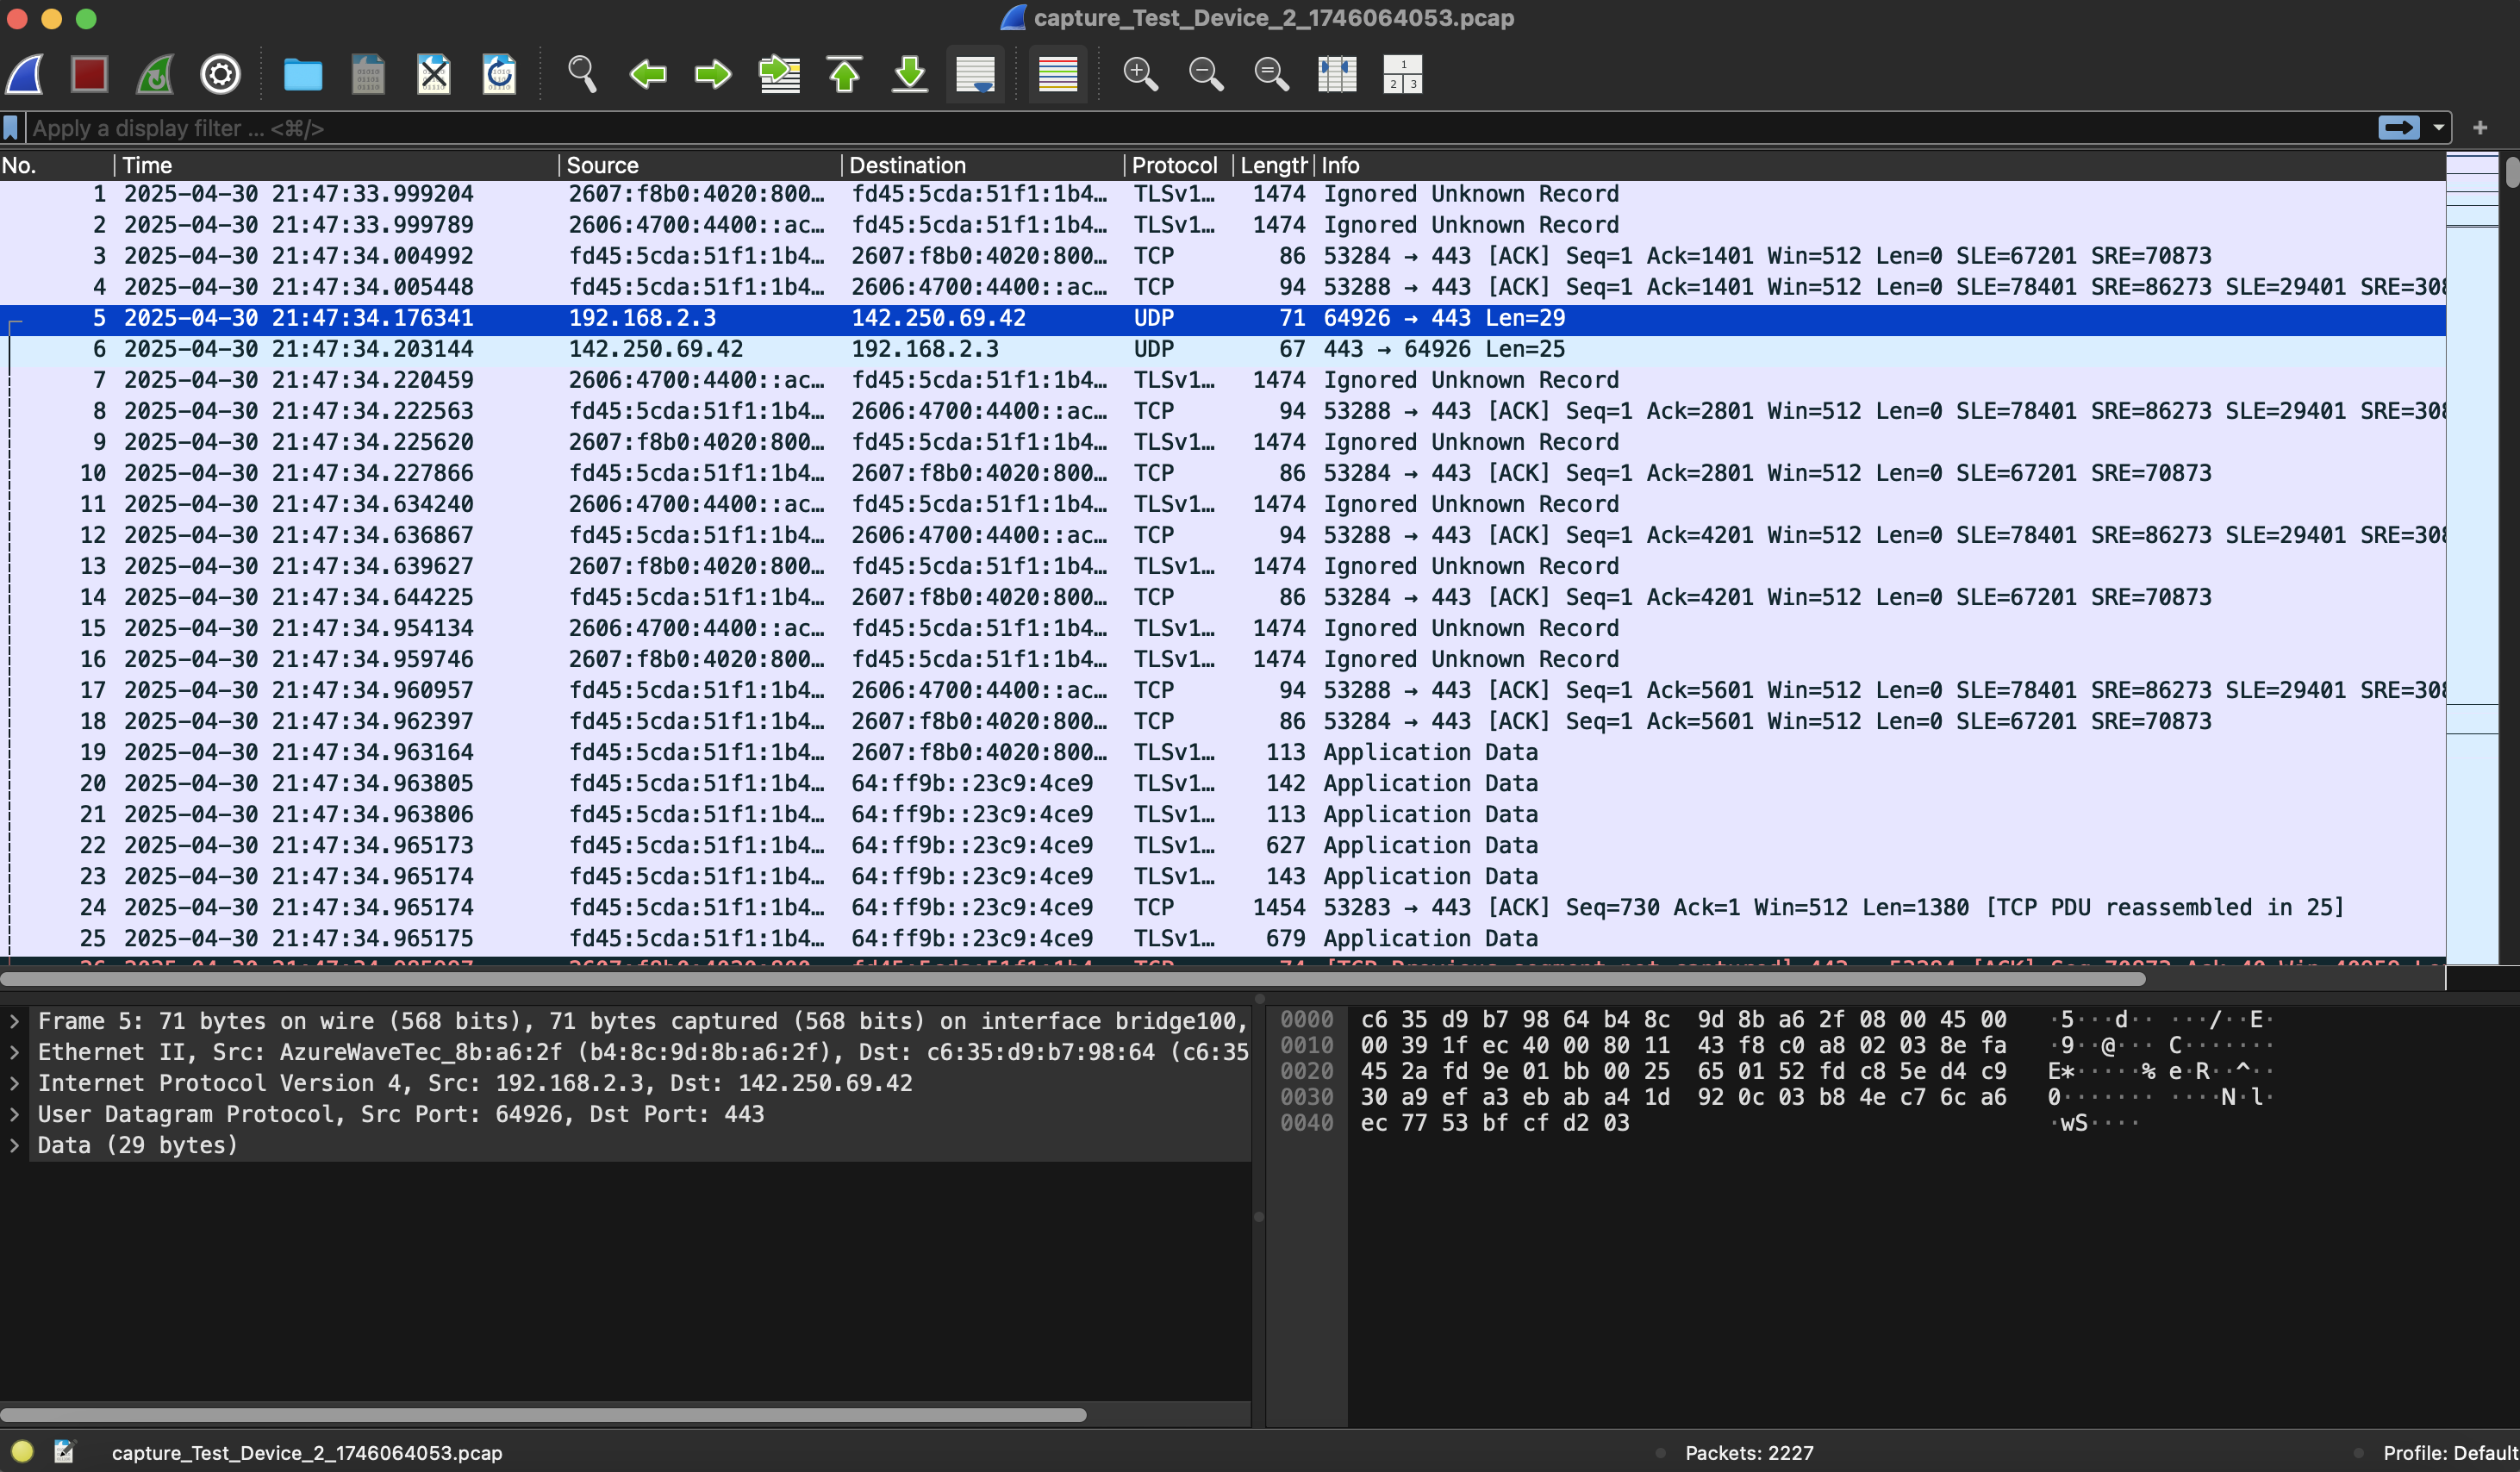 capture_Test_Device_2_1746064053.pcap
Apply a display filter ... <⌘/>
No. Time Source Destination Protocol Length Info
1 2025-04-30 21:47:33.999204 2607:f8b0:4020:800… fd45:5cda:51f1:1b4… TLSv1… 1474 Ignored Unknown Record
2 2025-04-30 21:47:33.999789 2606:4700:4400::ac… fd45:5cda:51f1:1b4… TLSv1… 1474 Ignored Unknown Record
3 2025-04-30 21:47:34.004992 fd45:5cda:51f1:1b4… 2607:f8b0:4020:800… TCP 86 53284 → 443 [ACK] Seq=1 Ack=1401 Win=512 Len=0 SLE=67201 SRE=70873
4 2025-04-30 21:47:34.005448 fd45:5cda:51f1:1b4… 2606:4700:4400::ac… TCP 94 53288 → 443 [ACK] Seq=1 Ack=1401 Win=512 Len=0 SLE=78401 SRE=86273 SLE=29401 SRE=308
5 2025-04-30 21:47:34.176341 192.168.2.3 142.250.69.42 UDP 71 64926 → 443 Len=29
6 2025-04-30 21:47:34.203144 142.250.69.42 192.168.2.3 UDP 67 443 → 64926 Len=25
7 2025-04-30 21:47:34.220459 2606:4700:4400::ac… fd45:5cda:51f1:1b4… TLSv1… 1474 Ignored Unknown Record
8 2025-04-30 21:47:34.222563 fd45:5cda:51f1:1b4… 2606:4700:4400::ac… TCP 94 53288 → 443 [ACK] Seq=1 Ack=2801 Win=512 Len=0 SLE=78401 SRE=86273 SLE=29401 SRE=308
9 2025-04-30 21:47:34.225620 2607:f8b0:4020:800… fd45:5cda:51f1:1b4… TLSv1… 1474 Ignored Unknown Record
10 2025-04-30 21:47:34.227866 fd45:5cda:51f1:1b4… 2607:f8b0:4020:800… TCP 86 53284 → 443 [ACK] Seq=1 Ack=2801 Win=512 Len=0 SLE=67201 SRE=70873
11 2025-04-30 21:47:34.634240 2606:4700:4400::ac… fd45:5cda:51f1:1b4… TLSv1… 1474 Ignored Unknown Record
12 2025-04-30 21:47:34.636867 fd45:5cda:51f1:1b4… 2606:4700:4400::ac… TCP 94 53288 → 443 [ACK] Seq=1 Ack=4201 Win=512 Len=0 SLE=78401 SRE=86273 SLE=29401 SRE=308
13 2025-04-30 21:47:34.639627 2607:f8b0:4020:800… fd45:5cda:51f1:1b4… TLSv1… 1474 Ignored Unknown Record
14 2025-04-30 21:47:34.644225 fd45:5cda:51f1:1b4… 2607:f8b0:4020:800… TCP 86 53284 → 443 [ACK] Seq=1 Ack=4201 Win=512 Len=0 SLE=67201 SRE=70873
15 2025-04-30 21:47:34.954134 2606:4700:4400::ac… fd45:5cda:51f1:1b4… TLSv1… 1474 Ignored Unknown Record
16 2025-04-30 21:47:34.959746 2607:f8b0:4020:800… fd45:5cda:51f1:1b4… TLSv1… 1474 Ignored Unknown Record
17 2025-04-30 21:47:34.960957 fd45:5cda:51f1:1b4… 2606:4700:4400::ac… TCP 94 53288 → 443 [ACK] Seq=1 Ack=5601 Win=512 Len=0 SLE=78401 SRE=86273 SLE=29401 SRE=308
18 2025-04-30 21:47:34.962397 fd45:5cda:51f1:1b4… 2607:f8b0:4020:800… TCP 86 53284 → 443 [ACK] Seq=1 Ack=5601 Win=512 Len=0 SLE=67201 SRE=70873
19 2025-04-30 21:47:34.963164 fd45:5cda:51f1:1b4… 2607:f8b0:4020:800… TLSv1… 113 Application Data
20 2025-04-30 21:47:34.963805 fd45:5cda:51f1:1b4… 64:ff9b::23c9:4ce9 TLSv1… 142 Application Data
21 2025-04-30 21:47:34.963806 fd45:5cda:51f1:1b4… 64:ff9b::23c9:4ce9 TLSv1… 113 Application Data
22 2025-04-30 21:47:34.965173 fd45:5cda:51f1:1b4… 64:ff9b::23c9:4ce9 TLSv1… 627 Application Data
23 2025-04-30 21:47:34.965174 fd45:5cda:51f1:1b4… 64:ff9b::23c9:4ce9 TLSv1… 143 Application Data
24 2025-04-30 21:47:34.965174 fd45:5cda:51f1:1b4… 64:ff9b::23c9:4ce9 TCP 1454 53283 → 443 [ACK] Seq=730 Ack=1 Win=512 Len=1380 [TCP PDU reassembled in 25]
25 2025-04-30 21:47:34.965175 fd45:5cda:51f1:1b4… 64:ff9b::23c9:4ce9 TLSv1… 679 Application Data
Frame 5: 71 bytes on wire (568 bits), 71 bytes captured (568 bits) on interface bridge100,
Ethernet II, Src: AzureWaveTec_8b:a6:2f (b4:8c:9d:8b:a6:2f), Dst: c6:35:d9:b7:98:64 (c6:35
Internet Protocol Version 4, Src: 192.168.2.3, Dst: 142.250.69.42
User Datagram Protocol, Src Port: 64926, Dst Port: 443
Data (29 bytes)
0000 c6 35 d9 b7 98 64 b4 8c 9d 8b a6 2f 08 00 45 00 ·5···d·· ···/··E·
0010 00 39 1f ec 40 00 80 11 43 f8 c0 a8 02 03 8e fa ·9··@··· C·······
0020 45 2a fd 9e 01 bb 00 25 65 01 52 fd c8 5e d4 c9 E*·····% e·R··^··
0030 30 a9 ef a3 eb ab a4 1d 92 0c 03 b8 4e c7 6c a6 0······· ····N·l·
0040 ec 77 53 bf cf d2 03 ·wS····
capture_Test_Device_2_1746064053.pcap
Packets: 2227
Profile: Default